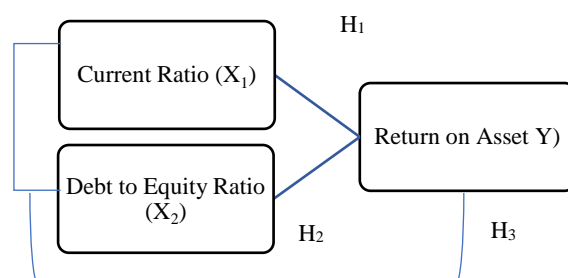 H₁
Current Ratio (X₁)
Return on Asset Y)
Debt to Equity Ratio
(X₂)
H₂
H₃